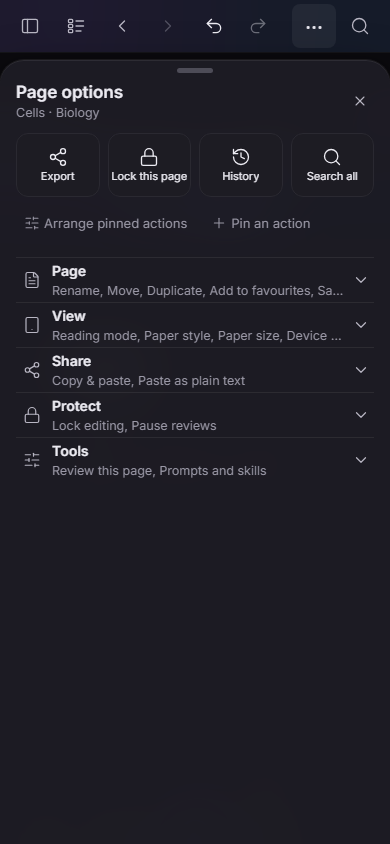 Page options
Cells · Biology
Export
Lock this page
History
Search all
Arrange pinned actions
Pin an action
Page
Rename, Move, Duplicate, Add to favourites, Sa...
View
Reading mode, Paper style, Paper size, Device ...
Share
Copy & paste, Paste as plain text
Protect
Lock editing, Pause reviews
Tools
Review this page, Prompts and skills